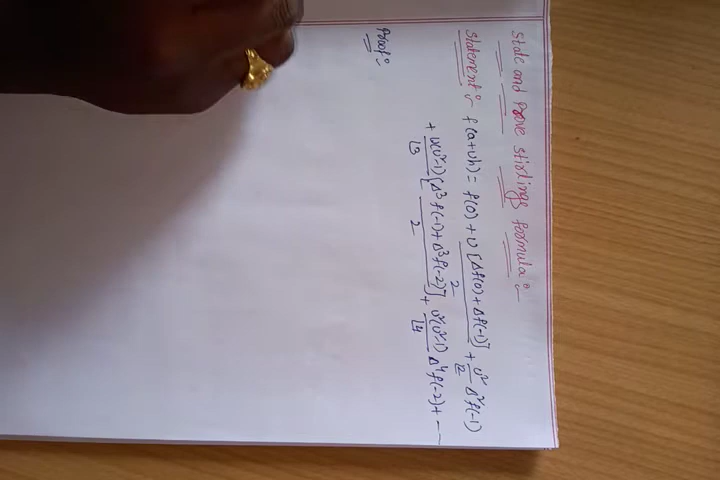 State and Prove stirlings formula:-
Statement:- f(a+uh) = f(0) + u [Δf(0) + Δf(-1)]/2 + u²/⌊2 Δ²f(-1)
+ u(u²-1)/⌊3 [Δ³f(-1) + Δ³f(-2)]/2 + u²(u²-1)/⌊4 Δ⁴f(-2) + ---
Proof:-